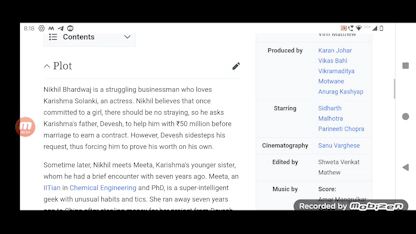 8:18
Contents
Plot
Nikhil Bhardwaj is a struggling businessman who loves
Karishma Solanki, an actress. Nikhil believes that once
committed to a girl, there should be no straying, so he asks
Karishma's father, Devesh, to help him with ₹50 million before
marriage to earn a contract. However, Devesh sidesteps his
request, thus forcing him to prove his worth on his own.
Sometime later, Nikhil meets Meeta, Karishma's younger sister,
whom he had a brief encounter with seven years ago. Meeta, an
IITian in Chemical Engineering and PhD, is a super-intelligent
geek with unusual habits and tics. She ran away seven years
Vinil Mathew
Produced by
Karan Johar
Vikas Bahl
Vikramaditya
Motwane
Anurag Kashyap
Starring
Sidharth
Malhotra
Parineeti Chopra
Cinematography
Sanu Varghese
Edited by
Shweta Venkat
Mathew
Music by
Score:
Recorded by Mobizen